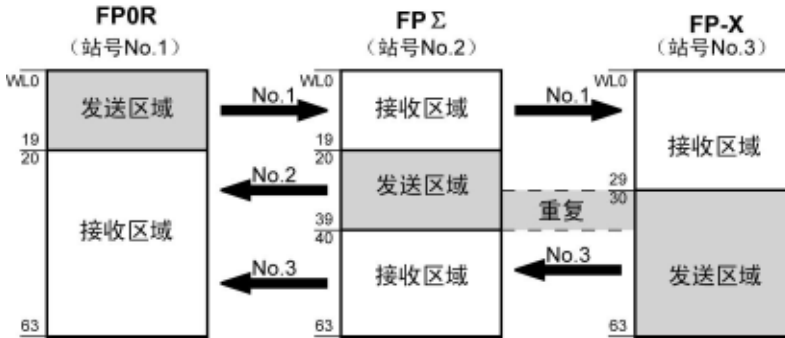 FP0R FPΣ FP-X
（站号No.1） （站号No.2） （站号No.3）
WL0 WL0 WL0
发送区域 No.1 接收区域 No.1
19 19 接收区域
20 20
No.2 发送区域 29
重复 30
接收区域 39
40
No.3 接收区域 No.3 发送区域
63 63 63